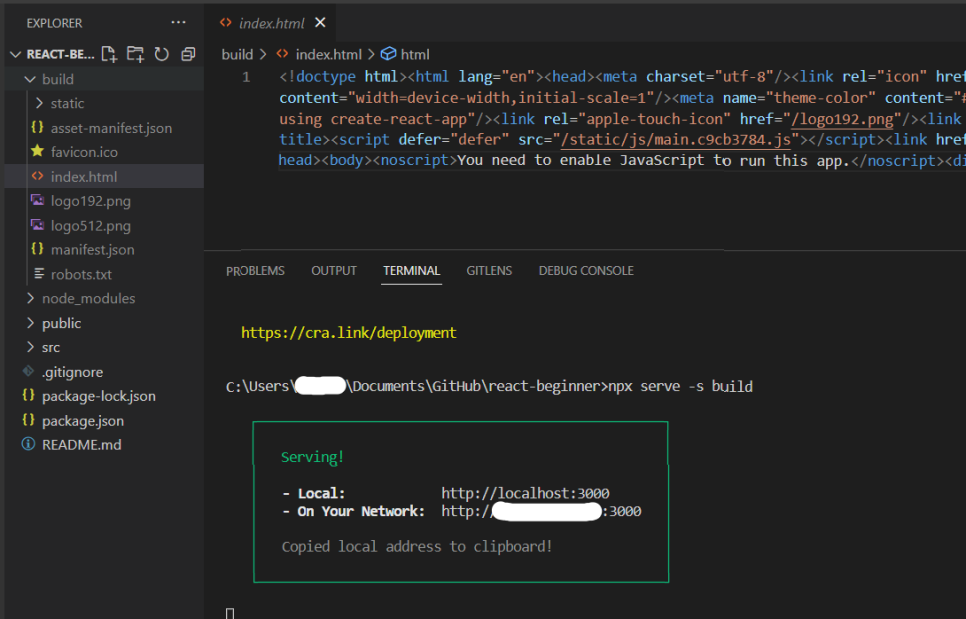 EXPLORER
···
index.html
REACT-BE...
build > index.html > html
build
1
<!doctype html><html lang="en"><head><meta charset="utf-8"/><link rel="icon" href
content="width=device-width,initial-scale=1"/><meta name="theme-color" content="#
using create-react-app"/><link rel="apple-touch-icon" href="/logo192.png"/><link
title><script defer="defer" src="/static/js/main.c9cb3784.js"></script><link href
head><body><noscript>You need to enable JavaScript to run this app.</noscript><di
static
asset-manifest.json
favicon.ico
index.html
logo192.png
logo512.png
manifest.json
robots.txt
node_modules
public
src
.gitignore
package-lock.json
package.json
README.md
PROBLEMS OUTPUT TERMINAL GITLENS DEBUG CONSOLE
https://cra.link/deployment
C:\Users\ \Documents\GitHub\react-beginner>npx serve -s build
Serving!
- Local: http://localhost:3000
- On Your Network: http:/ :3000
Copied local address to clipboard!